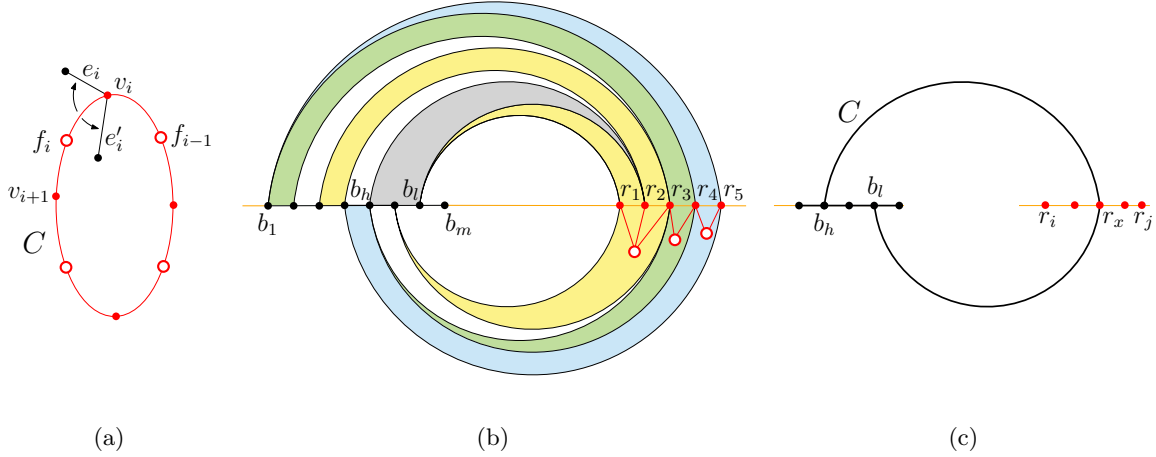 e_i v_i
e'_i
f_i f_{i-1}
v_{i+1}
C
(a)
b_h b_l r_1 r_2 r_3 r_4 r_5
b_1 b_m
(b)
C
b_l
b_h r_i r_x r_j
(c)